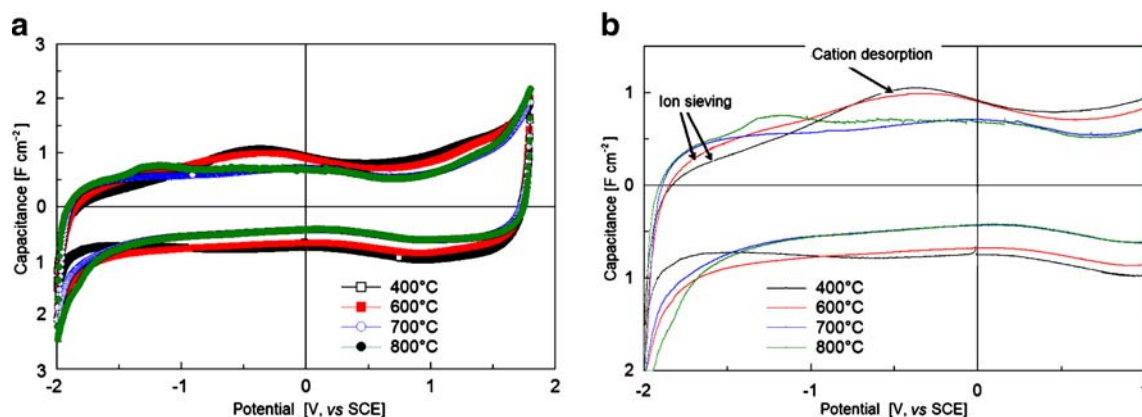 a
3
2
1
0
1
2
3
Capacitance [F cm⁻²]
400°C
600°C
700°C
800°C
-2 -1 0 1 2
Potential [V, vs SCE]
b
1
0
1
2
Capacitance [F cm⁻²]
Cation desorption
Ion sieving
400°C
600°C
700°C
800°C
-2 -1 0 1
Potential [V, vs SCE]